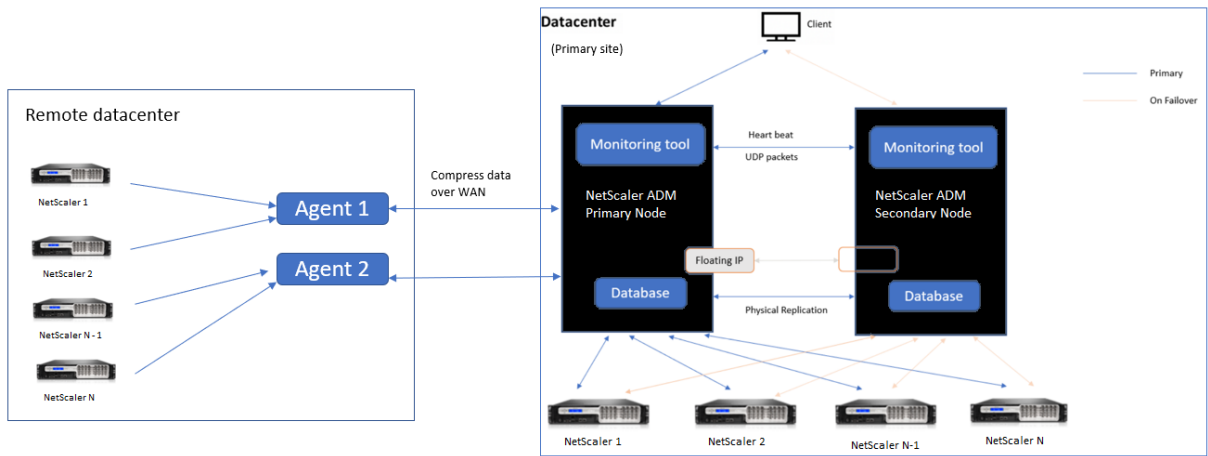 Remote datacenter
NetScaler 1
NetScaler 2
NetScaler N - 1
NetScaler N
Agent 1
Agent 2
Compress data
over WAN
Datacenter
(Primary site)
Client
Primary
On Failover
Monitoring tool
NetScaler ADM
Primary Node
Floating IP
Database
Heart beat
UDP packets
Physical Replication
Monitoring tool
NetScaler ADM
Secondary Node
Database
NetScaler 1
NetScaler 2
NetScaler N-1
NetScaler N